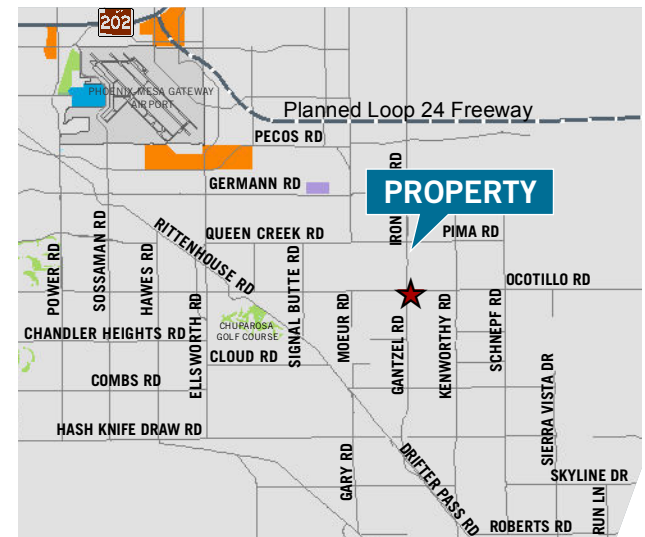 202
PHOENIX-MESA GATEWAY
AIRPORT
Planned Loop 24 Freeway
PECOS RD
GERMANN RD
PROPERTY
IRON
RD
QUEEN CREEK RD
PIMA RD
RITTENHOUSE RD
POWER RD
SOSSAMAN RD
HAWES RD
ELLSWORTH RD
SIGNAL BUTTE RD
OCOTILLO RD
MOEUR RD
GANTZEL RD
KENWORTHY RD
SCHNEPF RD
CHUPAROSA
GOLF COURSE
CHANDLER HEIGHTS RD
CLOUD RD
COMBS RD
SIERRA VISTA DR
HASH KNIFE DRAW RD
GARY RD
DRIFTER PASS RD
SKYLINE DR
RUN LN
ROBERTS RD